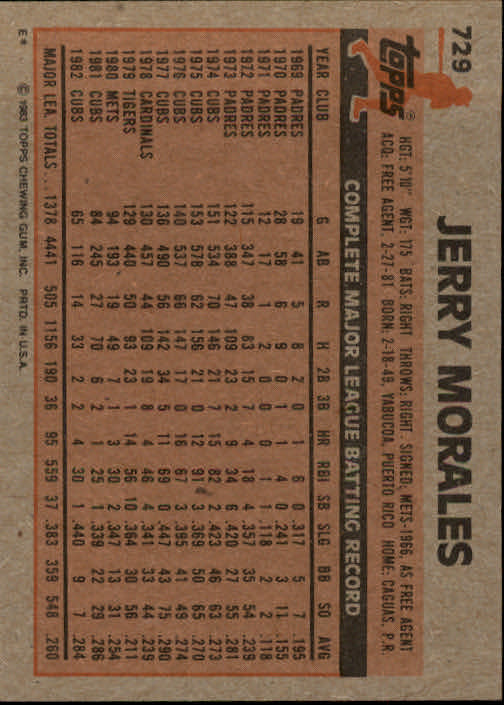 729
topps®
JERRY MORALES
HGT: 5'10" WGT: 175 BATS: RIGHT THROWS: RIGHT SIGNED: METS-1966, AS FREE AGENT
ACQ: FREE AGENT, 2-27-81 BORN: 2-18-49, YABUCOA, PUERTO RICO HOME: CAGUAS, P.R.
COMPLETE MAJOR LEAGUE BATTING RECORD
YEAR CLUB G AB R H 2B 3B HR RBI SB SLG BB SO AVG
1969 PADRES 19 41 5 8 2 0 1 6 0 .317 5 7 .195
1970 PADRES 28 58 6 9 0 1 1 4 0 .241 3 11 .155
1971 PADRES 12 17 1 2 0 0 0 1 1 .118 2 2 .118
1972 PADRES 115 347 38 83 15 7 4 18 4 .357 35 54 .239
1973 PADRES 122 388 47 109 23 2 9 34 6 .420 27 55 .281
1974 CUBS 151 534 70 146 21 7 15 82 2 .423 46 63 .273
1975 CUBS 153 578 62 156 21 0 12 91 3 .369 50 65 .270
1976 CUBS 140 537 66 147 17 0 16 67 3 .395 41 49 .274
1977 CUBS 136 490 56 142 34 5 11 69 0 .447 43 75 .290
1978 CARDINALS 130 457 44 109 19 8 4 46 4 .341 33 44 .239
1979 TIGERS 129 440 50 93 23 1 14 56 10 .364 30 56 .211
1980 METS 94 193 19 49 7 1 3 30 2 .347 13 31 .254
1981 CUBS 84 245 27 70 6 2 1 25 1 .339 22 29 .286
1982 CUBS 65 116 14 33 2 2 4 30 1 .440 9 7 .284
MAJOR LEA. TOTALS ... 1378 4441 505 1156 190 36 95 559 37 .383 359 548 .260
E* © 1983 TOPPS CHEWING GUM, INC. PRTD. IN U.S.A.